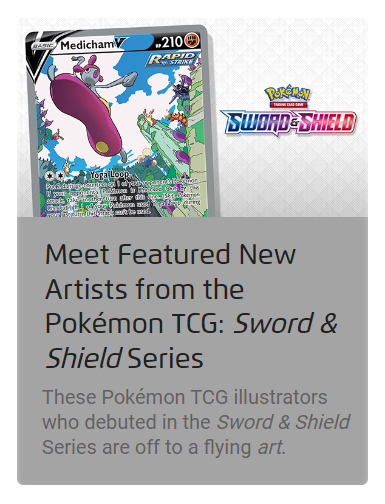 BASIC Medicham V HP 210
RAPID STRIKE
Yoga Loop
Pokémon
TRADING CARD GAME
SWORD & SHIELD
Meet Featured New
Artists from the
Pokémon TCG: Sword &
Shield Series
These Pokémon TCG illustrators
who debuted in the Sword & Shield
Series are off to a flying art.